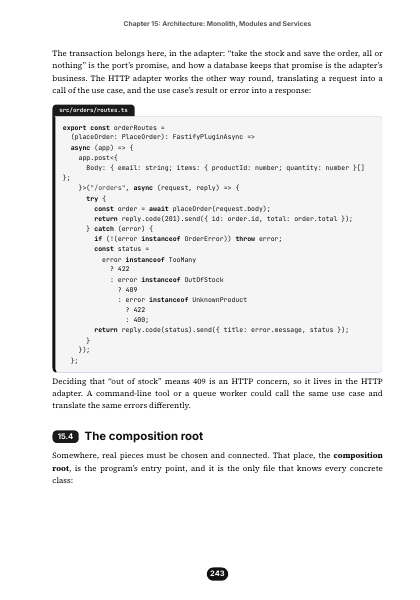 Chapter 15: Architecture: Monolith, Modules and Services
The transaction belongs here, in the adapter: “take the stock and save the order, all or
nothing” is the port’s promise, and how a database keeps that promise is the adapter’s
business. The HTTP adapter works the other way round, translating a request into a
call of the use case, and the use case’s result or error into a response:
src/orders/routes.ts
export const orderRoutes =
(placeOrder: PlaceOrder): FastifyPluginAsync =>
async (app) => {
app.post<{
Body: { email: string; items: { productId: number; quantity: number }[]
};
}>("/orders", async (request, reply) => {
try {
const order = await placeOrder(request.body);
return reply.code(201).send({ id: order.id, total: order.total });
} catch (error) {
if (!(error instanceof OrderError)) throw error;
const status =
error instanceof TooMany
? 422
: error instanceof OutOfStock
? 409
: error instanceof UnknownProduct
? 422
: 400;
return reply.code(status).send({ title: error.message, status });
}
});
};
Deciding that “out of stock” means 409 is an HTTP concern, so it lives in the HTTP
adapter. A command-line tool or a queue worker could call the same use case and
translate the same errors differently.
15.4 The composition root
Somewhere, real pieces must be chosen and connected. That place, the composition
root, is the program’s entry point, and it is the only file that knows every concrete
class:
243